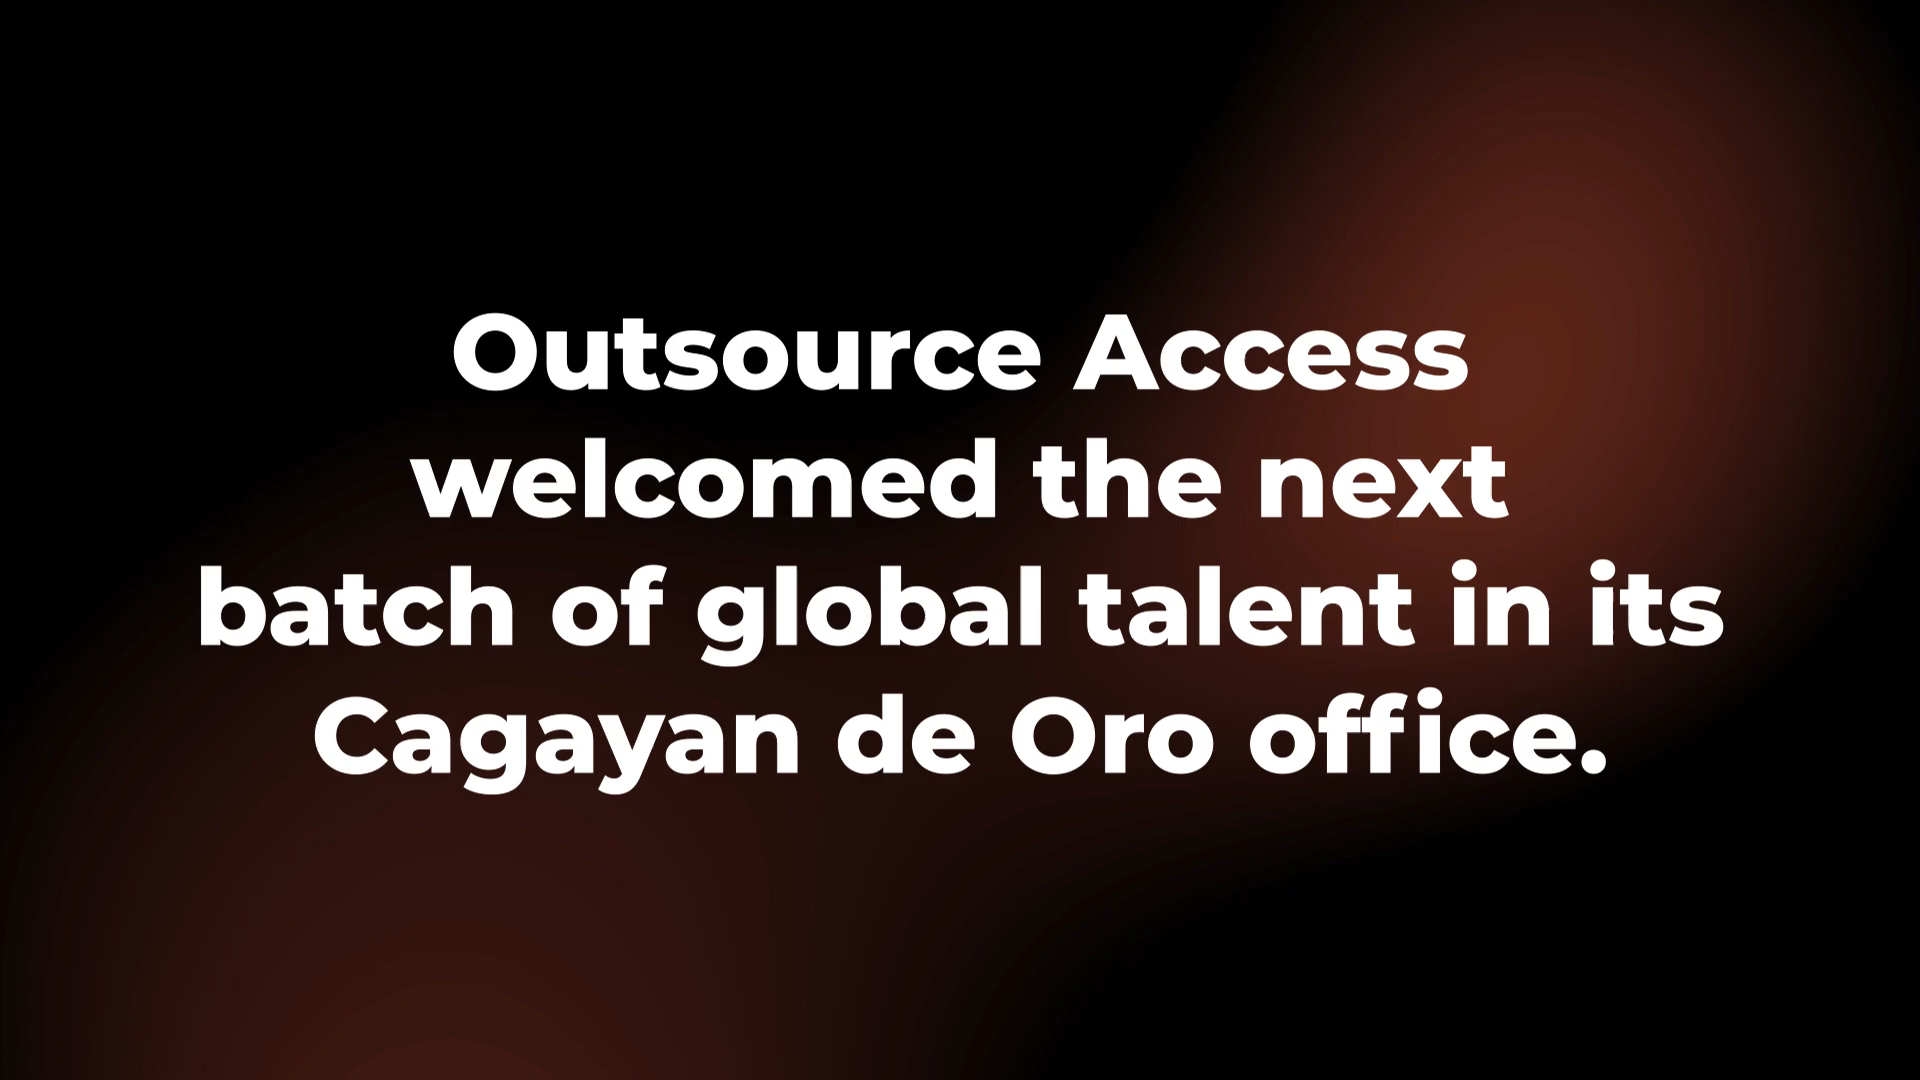 Outsource Access
welcomed the next
batch of global talent in its
Cagayan de Oro office.